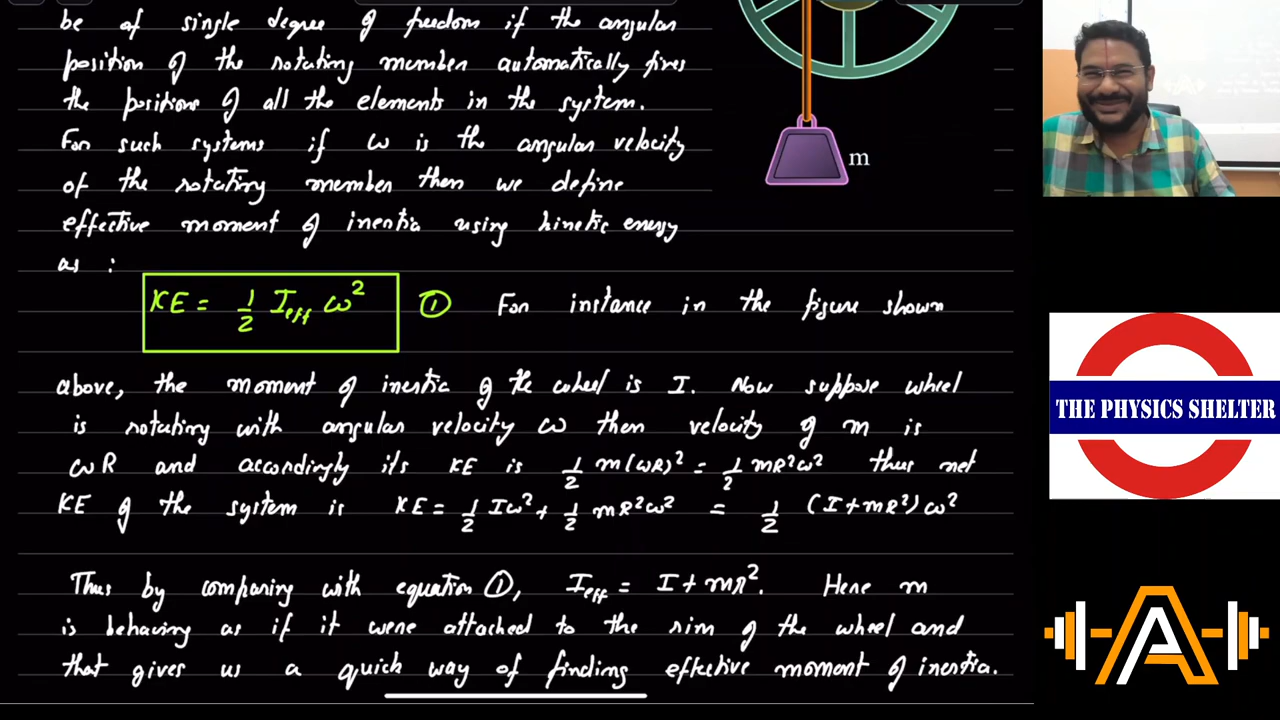 be of single degree of freedom if the angular
position of the rotating member automatically fixes
the positions of all the elements in the system.
For such systems if ω is the angular velocity
of the rotating member then we define
effective moment of inertia using kinetic energy
as :
m
KE = 1/2 I_eff ω² ① For instance in the figure shown
above, the moment of inertia of the wheel is I. Now suppose wheel
is rotating with angular velocity ω then velocity of m is
ωR and accordingly its KE is 1/2 m(ωR)² = 1/2 mR²ω² thus net
KE of the system is KE = 1/2 Iω² + 1/2 mR²ω² = 1/2 (I+mR²)ω²
Thus by comparing with equation ①, I_eff = I + mR². Here m
is behaving as if it were attached to the rim of the wheel and
that gives us a quick way of finding effective moment of inertia.
THE PHYSICS SHELTER